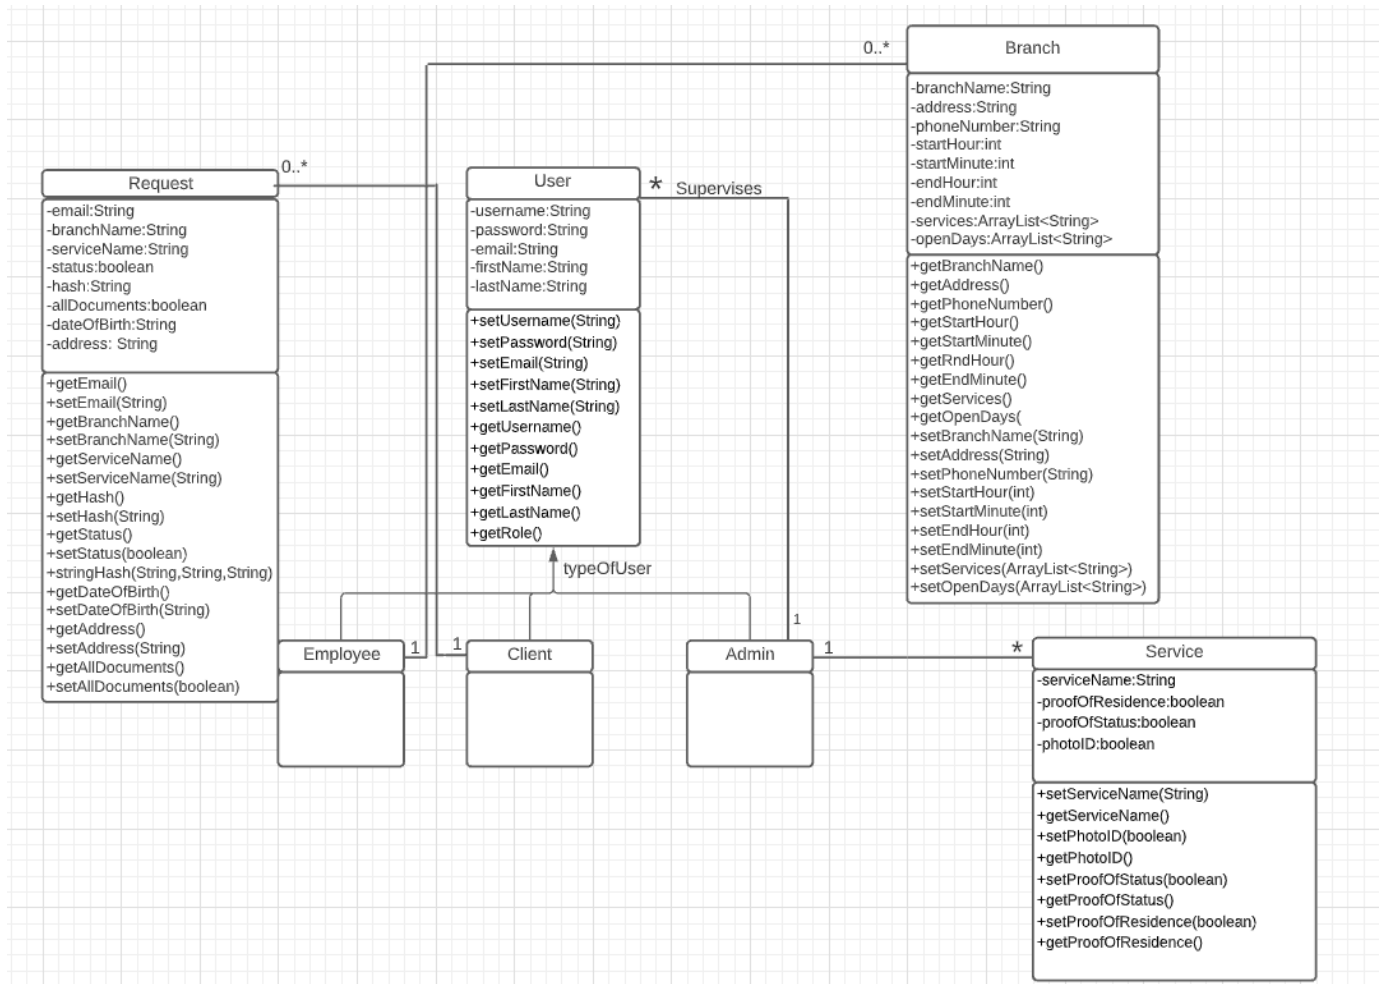 0..*
Branch
-branchName:String
-address:String
-phoneNumber:String
-startHour:int
-startMinute:int
-endHour:int
-endMinute:int
-services:ArrayList<String>
-openDays:ArrayList<String>
+getBranchName()
+getAddress()
+getPhoneNumber()
+getStartHour()
+getStartMinute()
+getRndHour()
+getEndMinute()
+getServices()
+getOpenDays(
+setBranchName(String)
+setAddress(String)
+setPhoneNumber(String)
+setStartHour(int)
+setStartMinute(int)
+setEndHour(int)
+setEndMinute(int)
+setServices(ArrayList<String>)
+setOpenDays(ArrayList<String>)
0..*
Request
-email:String
-branchName:String
-serviceName:String
-status:boolean
-hash:String
-allDocuments:boolean
-dateOfBirth:String
-address: String
+getEmail()
+setEmail(String)
+getBranchName()
+setBranchName(String)
+getServiceName()
+setServiceName(String)
+getHash()
+setHash(String)
+getStatus()
+setStatus(boolean)
+stringHash(String,String,String)
+getDateOfBirth()
+setDateOfBirth(String)
+getAddress()
+setAddress(String)
+getAllDocuments()
+setAllDocuments(boolean)
User
* Supervises
-username:String
-password:String
-email:String
-firstName:String
-lastName:String
+setUsername(String)
+setPassword(String)
+setEmail(String)
+setFirstName(String)
+setLastName(String)
+getUsername()
+getPassword()
+getEmail()
+getFirstName()
+getLastName()
+getRole()
typeOfUser
1
Employee
1
1
Client
Admin
1
*
Service
-serviceName:String
-proofOfResidence:boolean
-proofOfStatus:boolean
-photoID:boolean
+setServiceName(String)
+getServiceName()
+setPhotoID(boolean)
+getPhotoID()
+setProofOfStatus(boolean)
+getProofOfStatus()
+setProofOfResidence(boolean)
+getProofOfResidence()